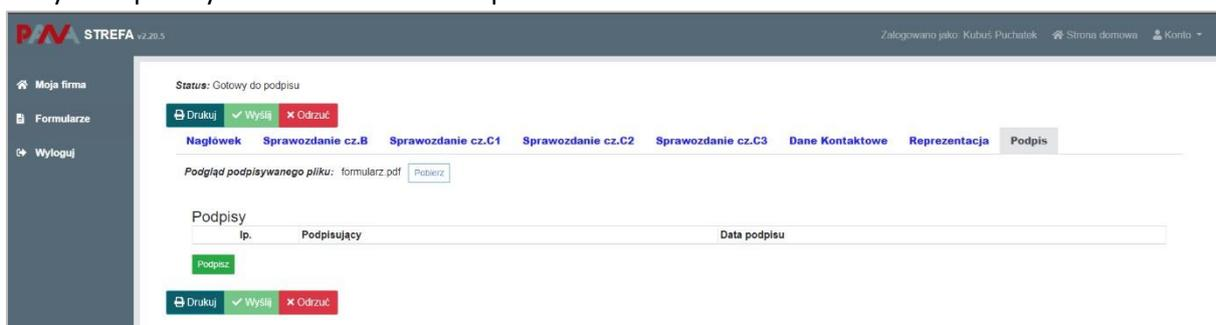 PANA STREFA v2.20.5
Zalogowano jako: Kubuś Puchatek Strona domowa Konto
Moja firma
Formularze
Wyloguj
Status: Gotowy do podpisu
Drukuj Wyślij Odrzuć
Nagłówek Sprawozdanie cz.B Sprawozdanie cz.C1 Sprawozdanie cz.C2 Sprawozdanie cz.C3 Dane Kontaktowe Reprezentacja Podpis
Podgląd podpisywanego pliku: formularz.pdf Pobierz
Podpisy
lp. Podpisujący Data podpisu
Podpisz
Drukuj Wyślij Odrzuć